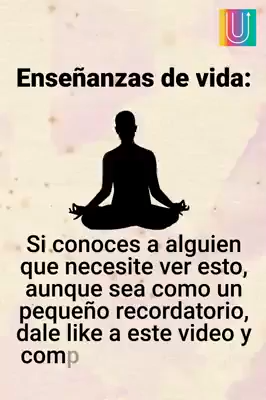 Enseñanzas de vida:
Si conoces a alguien
que necesite ver esto,
aunque sea como un
pequeño recordatorio,
dale like a este video y
comp